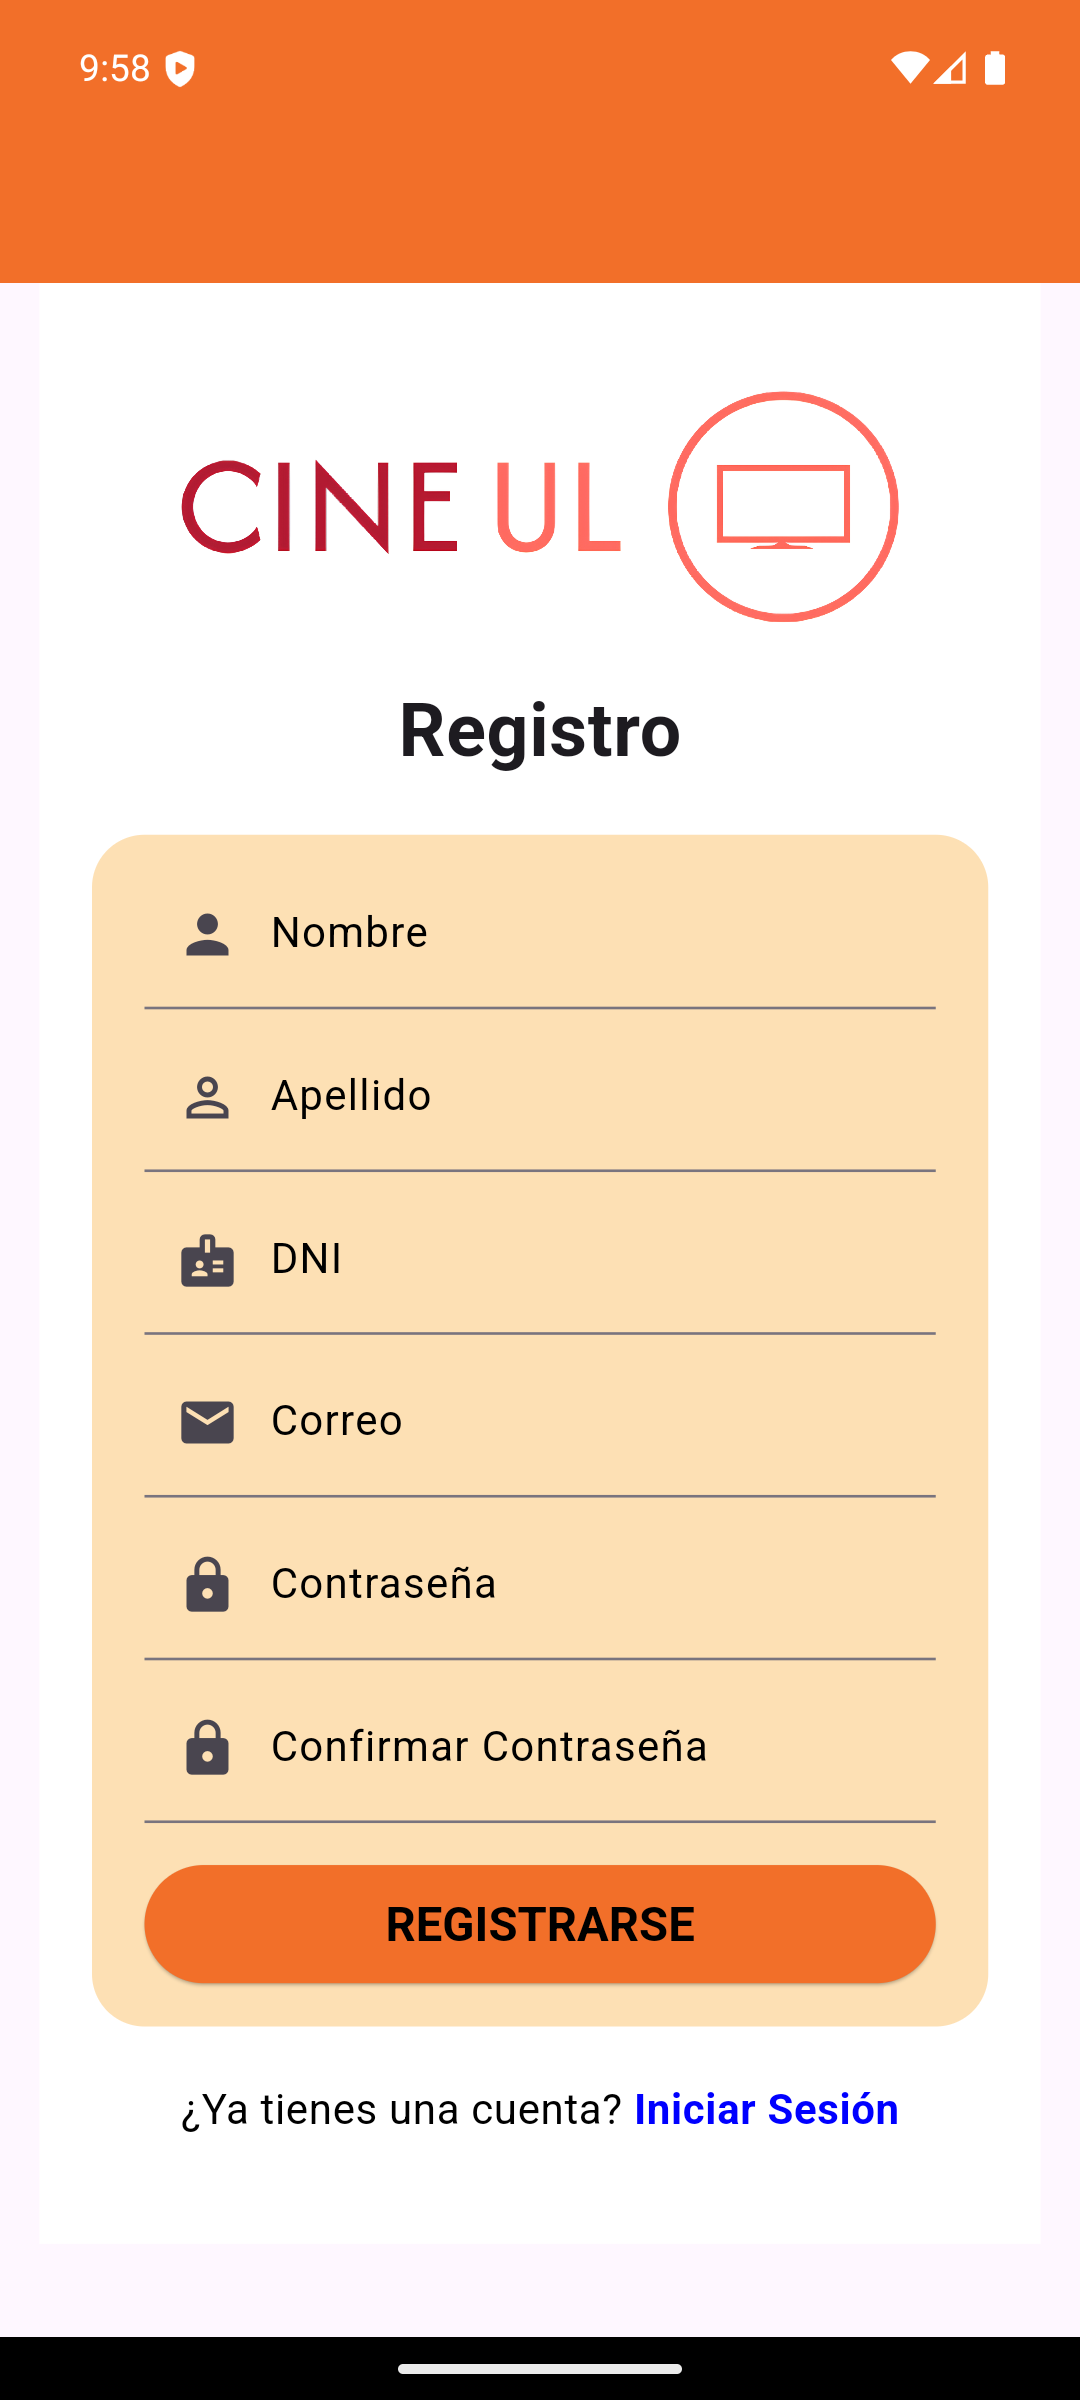 9:58
CINE UL
Registro
Nombre
Apellido
DNI
Correo
Contraseña
Confirmar Contraseña
REGISTRARSE
¿Ya tienes una cuenta? Iniciar Sesión